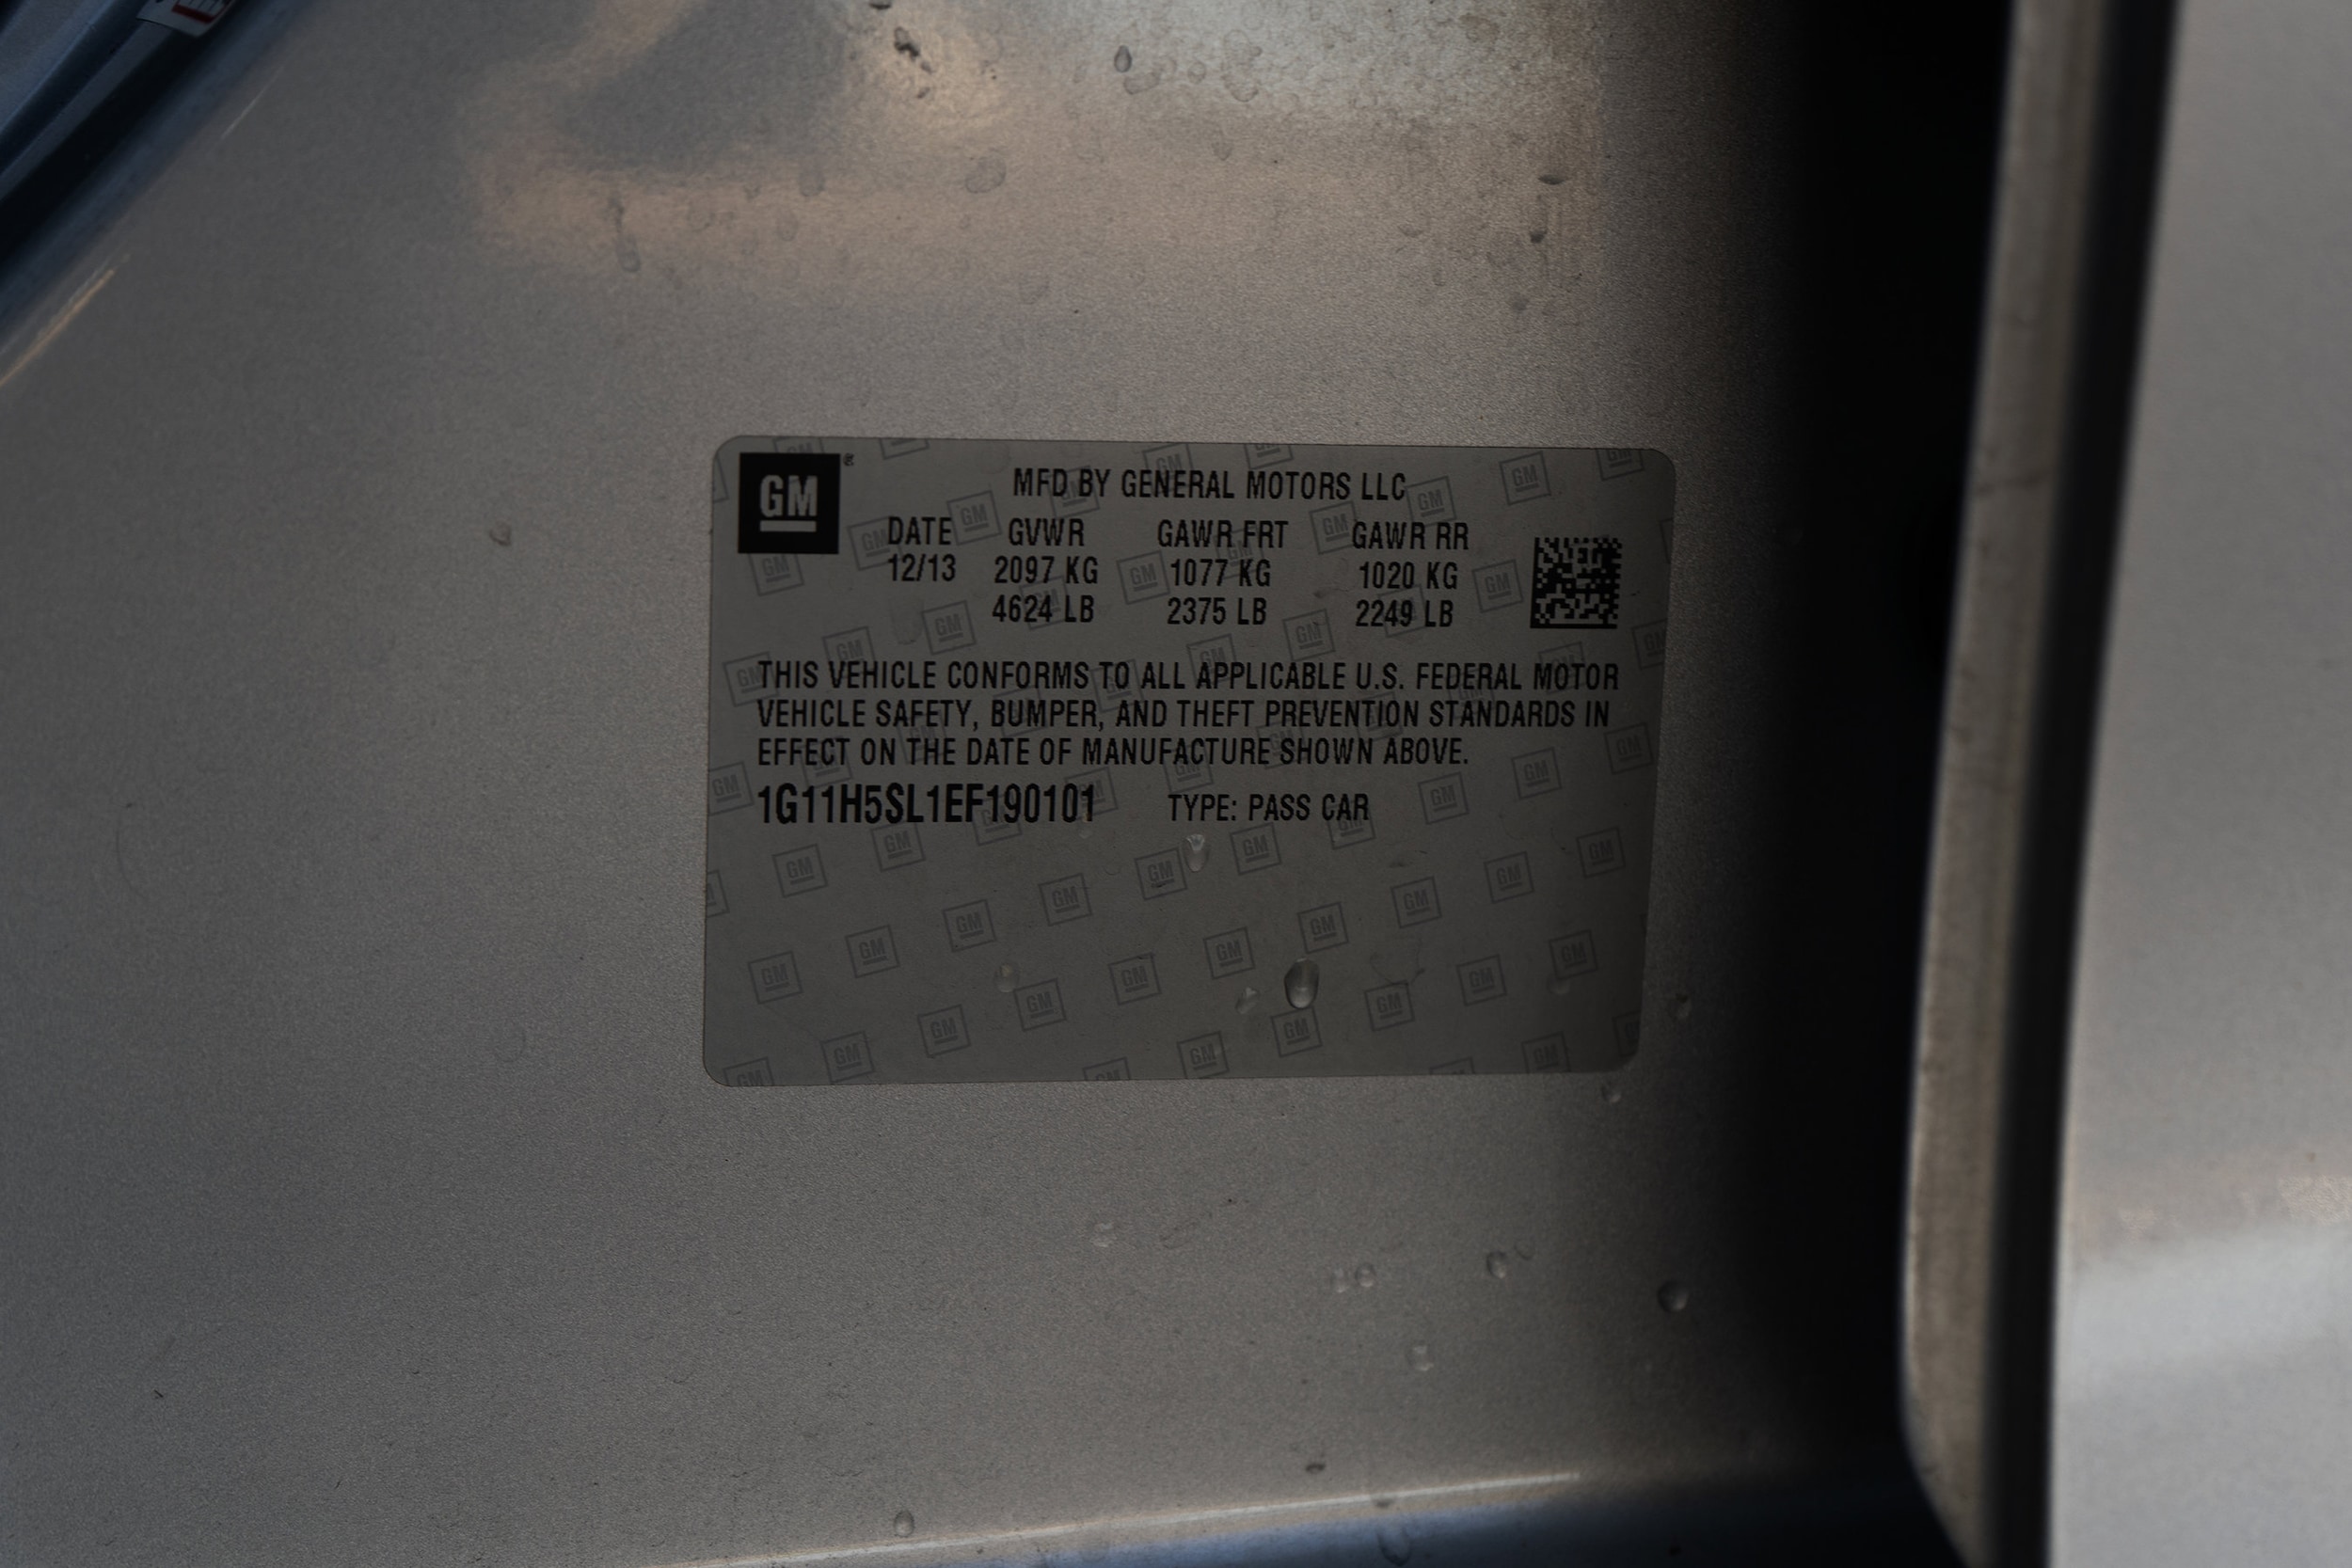 GM
MFD BY GENERAL MOTORS LLC
DATE GVWR GAWR FRT GAWR RR
12/13 2097 KG 1077 KG 1020 KG
4624 LB 2375 LB 2249 LB
THIS VEHICLE CONFORMS TO ALL APPLICABLE U.S. FEDERAL MOTOR
VEHICLE SAFETY, BUMPER, AND THEFT PREVENTION STANDARDS IN
EFFECT ON THE DATE OF MANUFACTURE SHOWN ABOVE.
1G11H5SL1EF190101 TYPE: PASS CAR